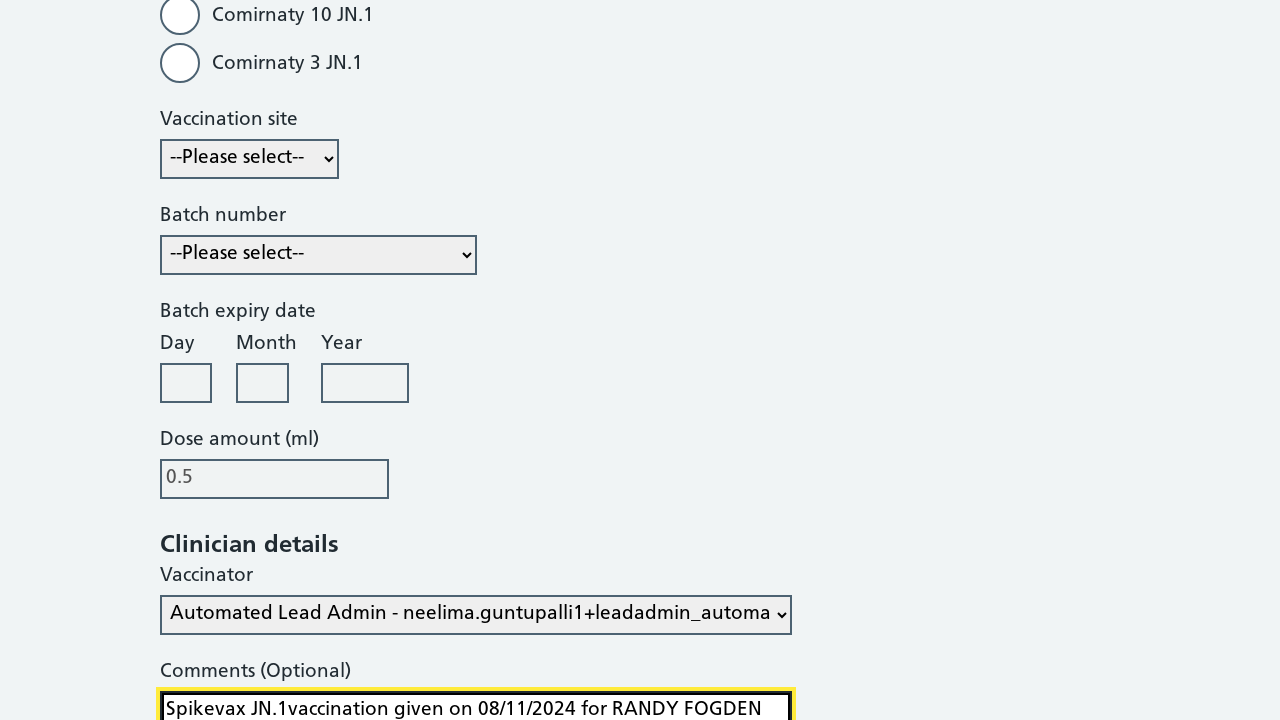 Comirnaty 10 JN.1
Comirnaty 3 JN.1
Vaccination site
--Please select--
Batch number
--Please select--
Batch expiry date
Day Month Year
Dose amount (ml)
0.5
Clinician details
Vaccinator
Automated Lead Admin - neelima.guntupalli1+leadadmin_automa
Comments (Optional)
Spikevax JN.1vaccination given on 08/11/2024 for RANDY FOGDEN